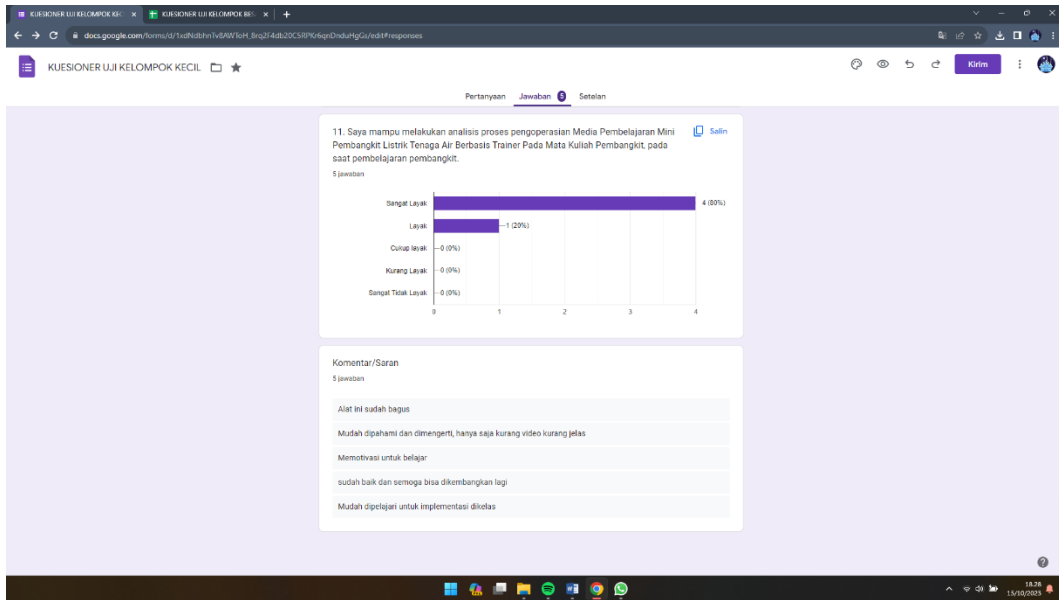 KUESIONER UJI KELOMPOK KEC
KUESIONER UJI KELOMPOK BES
docs.google.com/forms/d/1xdNdbhnTv8AWToH_8rq2F4db20C5RPKr6qnDnduHgGs/edit#responses
KUESIONER UJI KELOMPOK KECIL
Kirim
Pertanyaan Jawaban 5 Setelan
11. Saya mampu melakukan analisis proses pengoperasian Media Pembelajaran Mini
Pembangkit Listrik Tenaga Air Berbasis Trainer Pada Mata Kuliah Pembangkit, pada
saat pembelajaran pembangkit.
Salin
5 jawaban
Sangat Layak 4 (80%)
Layak 1 (20%)
Cukup layak 0 (0%)
Kurang Layak 0 (0%)
Sangat Tidak Layak 0 (0%)
0 1 2 3 4
Komentar/Saran
5 jawaban
Alat ini sudah bagus
Mudah dipahami dan dimengerti, hanya saja kurang video kurang jelas
Memotivasi untuk belajar
sudah baik dan semoga bisa dikembangkan lagi
Mudah dipelajari untuk implementasi dikelas
18.28
15/10/2023